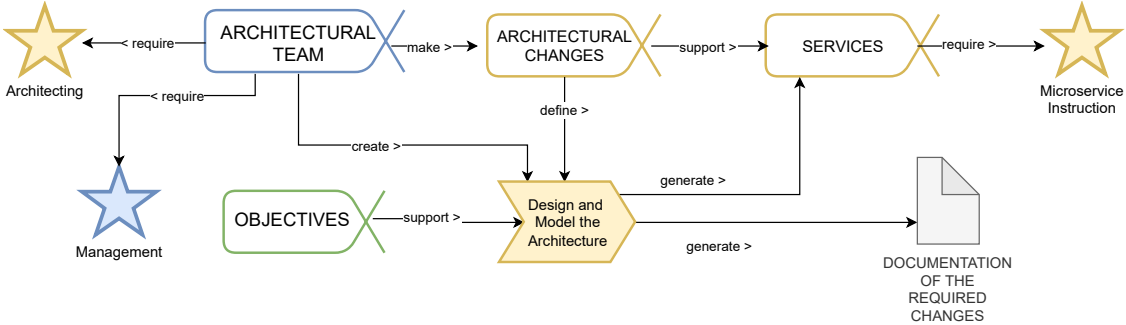 ARCHITECTURAL
TEAM
< require
make >
ARCHITECTURAL
CHANGES
support >
SERVICES
require >
Architecting
Microservice
Instruction
< require
define >
create >
generate >
Management
OBJECTIVES
support >
Design and
Model the
Architecture
generate >
DOCUMENTATION
OF THE
REQUIRED
CHANGES